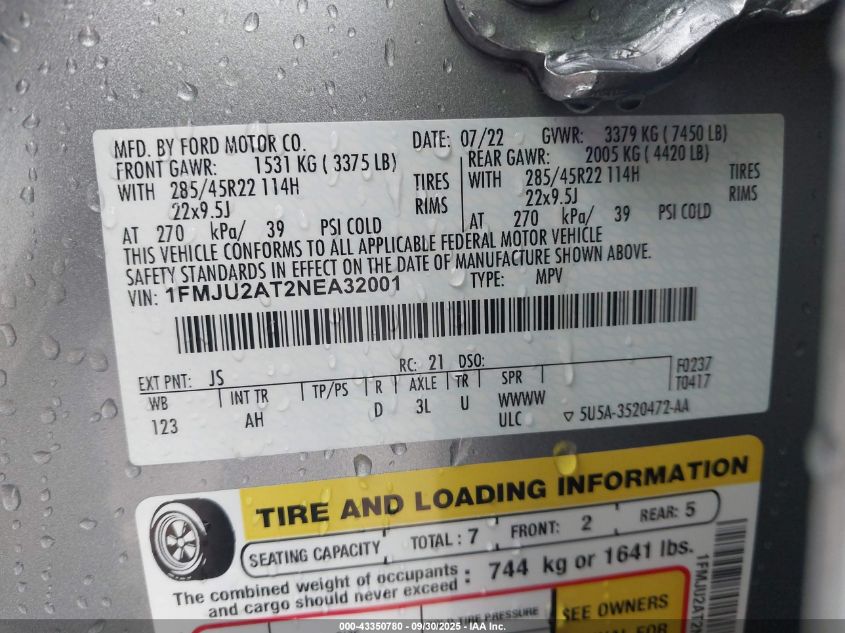 MFD. BY FORD MOTOR CO. DATE: 07/22 GVWR: 3379 KG ( 7450 LB)
FRONT GAWR: 1531 KG ( 3375 LB) REAR GAWR: 2005 KG ( 4420 LB)
WITH 285/45R22 114H TIRES WITH 285/45R22 114H TIRES
22x9.5J RIMS 22x9.5J RIMS
AT 270 kPa/ 39 PSI COLD AT 270 kPa/ 39 PSI COLD
THIS VEHICLE CONFORMS TO ALL APPLICABLE FEDERAL MOTOR VEHICLE
SAFETY STANDARDS IN EFFECT ON THE DATE OF MANUFACTURE SHOWN ABOVE.
VIN: 1FMJU2AT2NEA32001 TYPE: MPV
EXT PNT: JS RC: 21 DSO: F0237
WB INT TR TP/PS R AXLE TR SPR T0417
123 AH D 3L U WWWW
ULC ▽ 5U5A-3520472-AA
TIRE AND LOADING INFORMATION
SEATING CAPACITY TOTAL : 7 FRONT: 2 REAR: 5
The combined weight of occupants
and cargo should never exceed : 744 kg or 1641 lbs.
TIRE PRESSURE SEE OWNERS
FOR
000-43350780 - 09/30/2025 - IAA Inc.